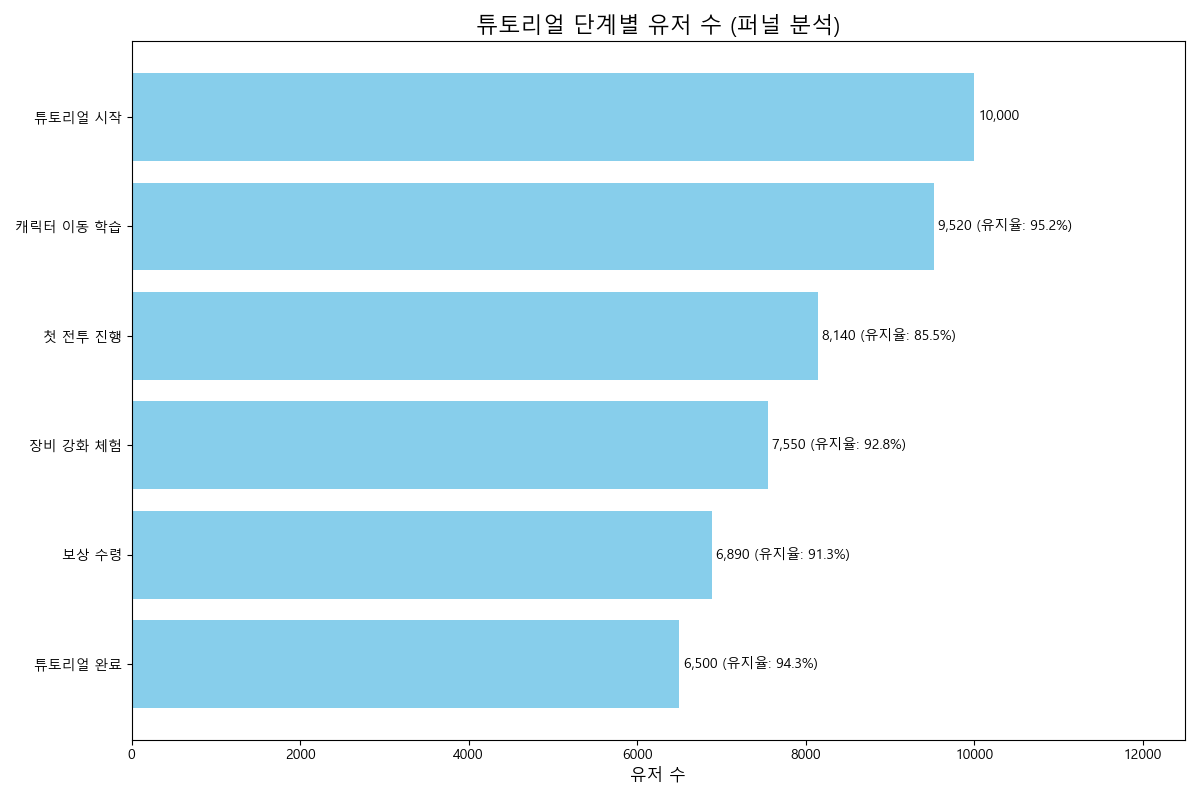 튜토리얼 단계별 유저 수 (퍼널 분석)
튜토리얼 시작
10,000
캐릭터 이동 학습
9,520 (유지율: 95.2%)
첫 전투 진행
8,140 (유지율: 85.5%)
장비 강화 체험
7,550 (유지율: 92.8%)
보상 수령
6,890 (유지율: 91.3%)
튜토리얼 완료
6,500 (유지율: 94.3%)
0 2000 4000 6000 8000 10000 12000
유저 수